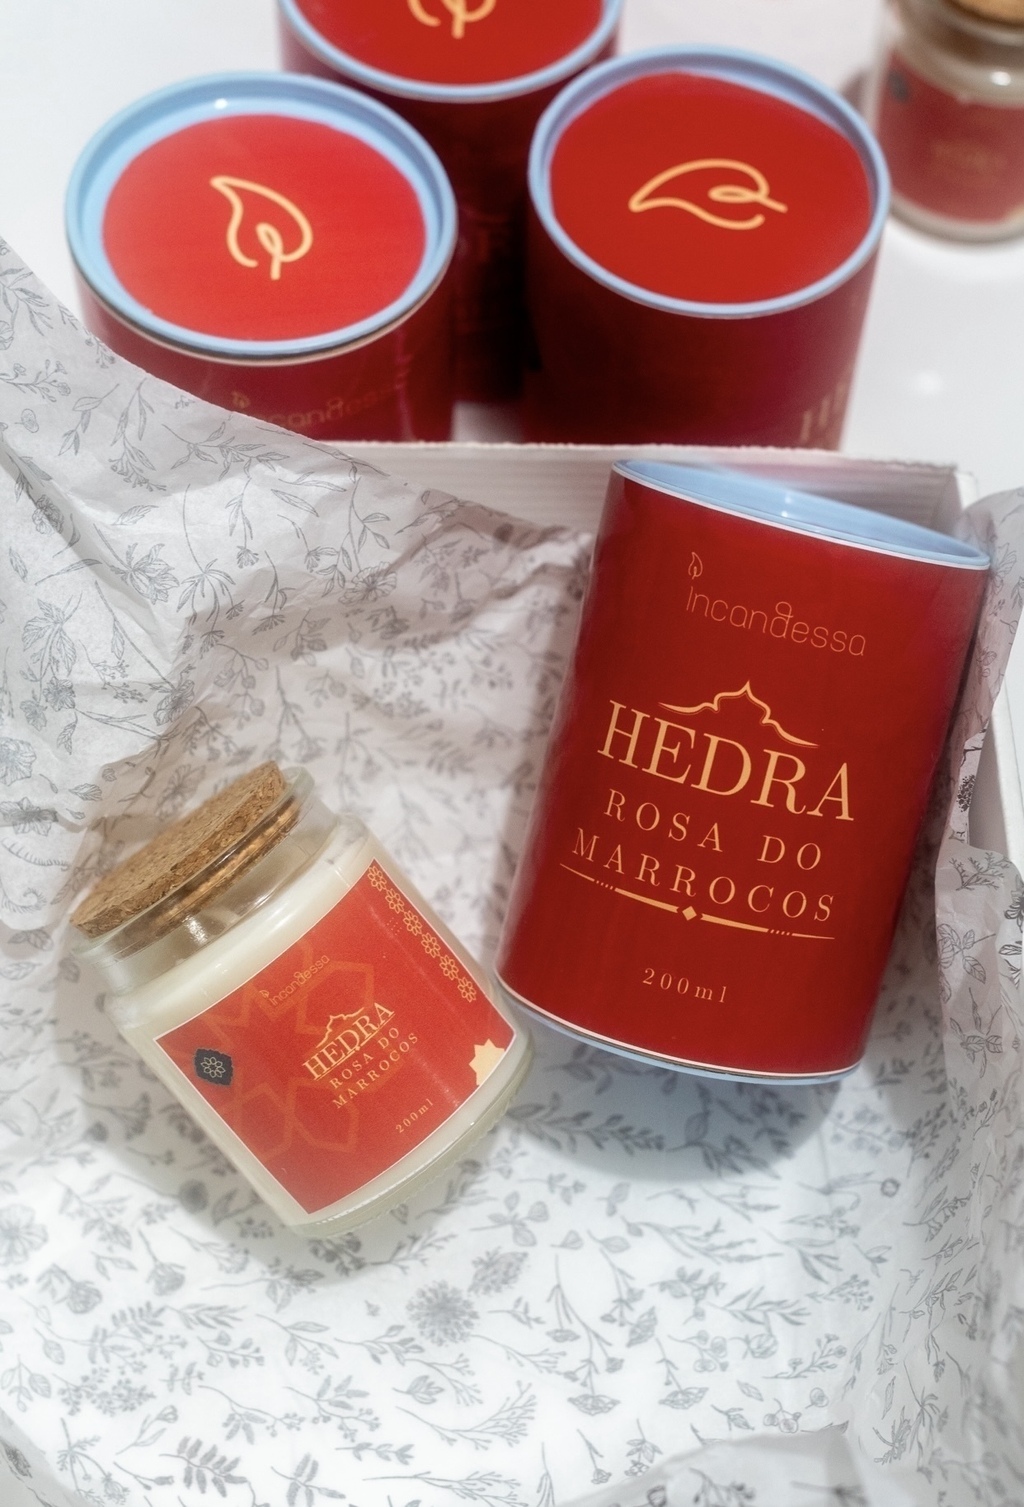 incandessa
incandessa
HEDRA
ROSA DO
MARROCOS
200ml
incandessa
HEDRA
ROSA DO
MARROCOS
200ml